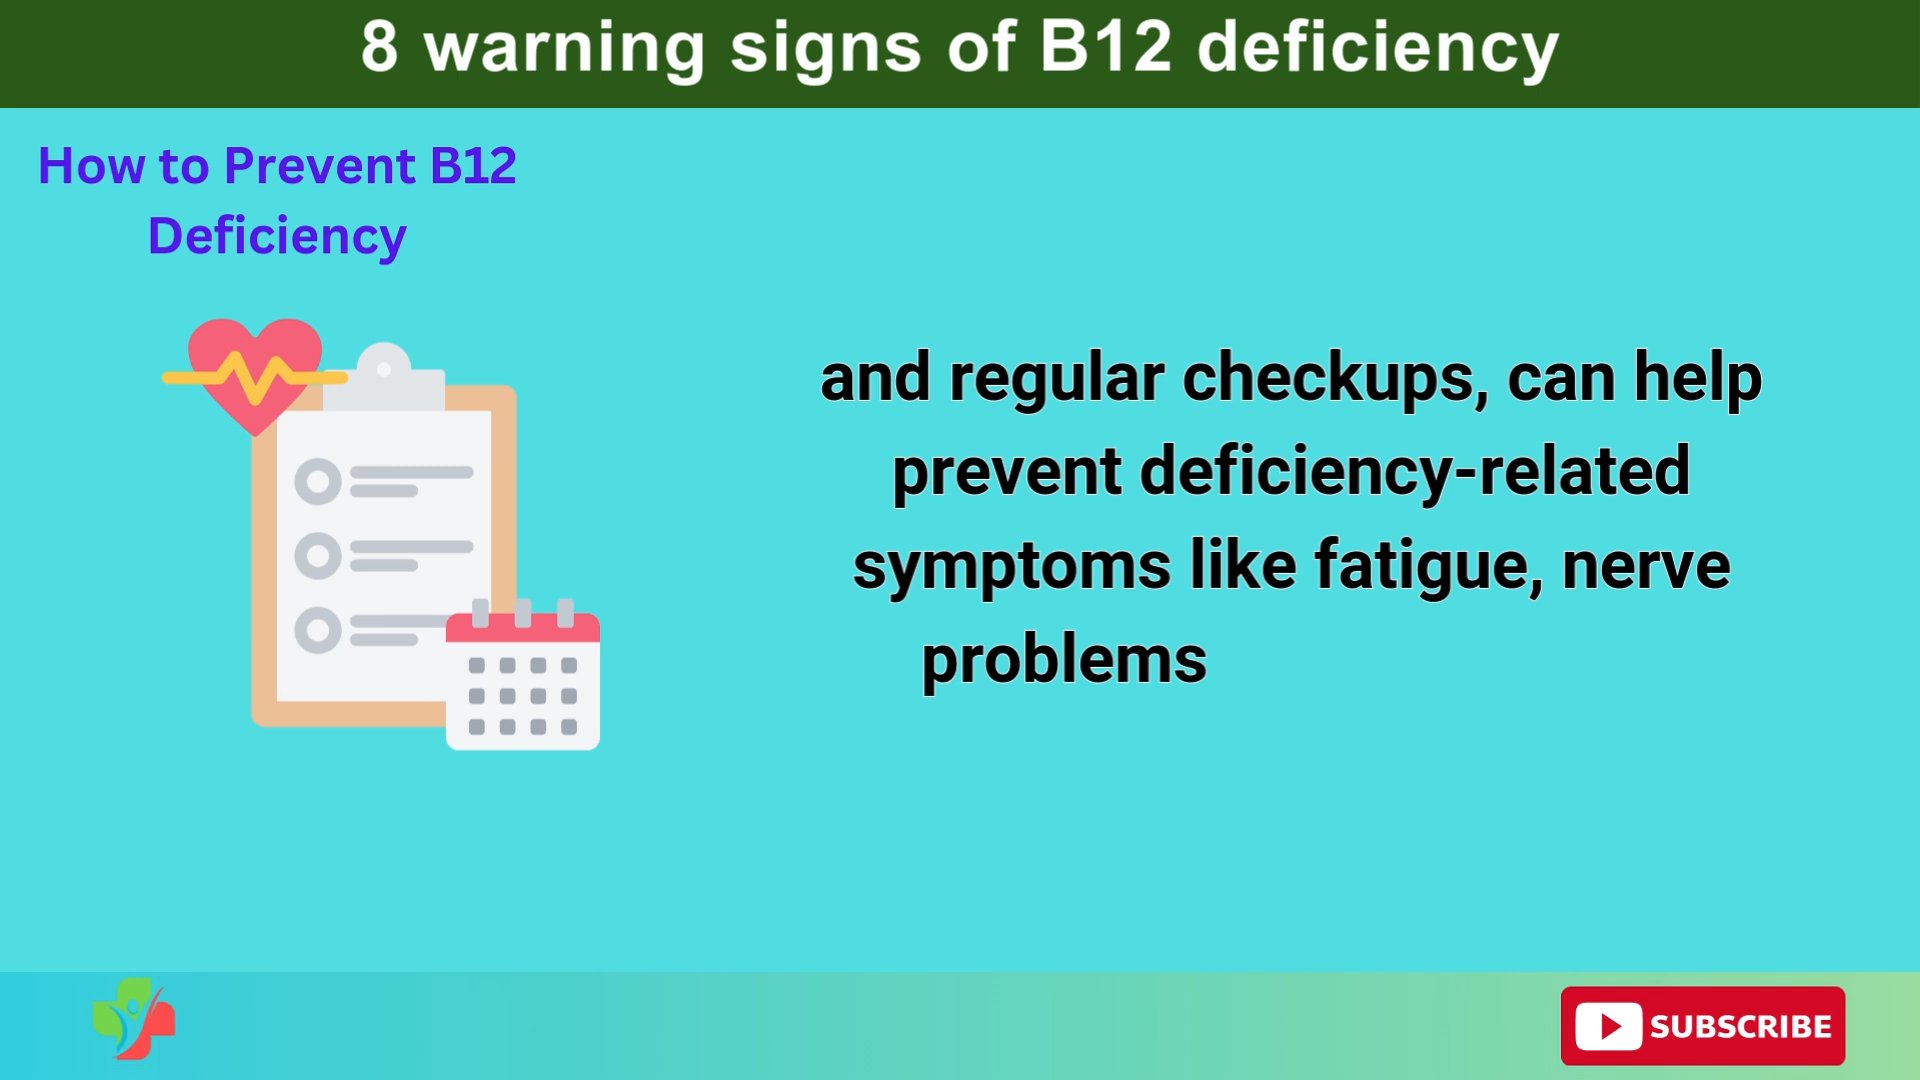 8 warning signs of B12 deficiency
How to Prevent B12
Deficiency
and regular checkups, can help
prevent deficiency-related
symptoms like fatigue, nerve
problems
SUBSCRIBE